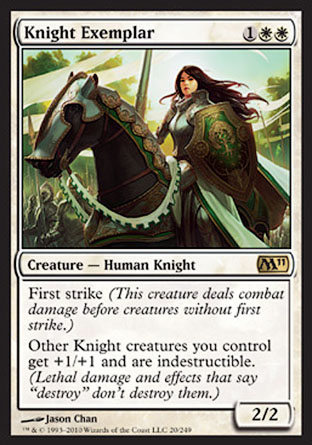 Knight Exemplar 1
Creature — Human Knight M11
First strike (This creature deals combat
damage before creatures without first
strike.)
Other Knight creatures you control
get +1/+1 and are indestructible.
(Lethal damage and effects that say
“destroy” don’t destroy them.)
Jason Chan
™ & © 1993–2010 Wizards of the Coast LLC 20/249
2/2